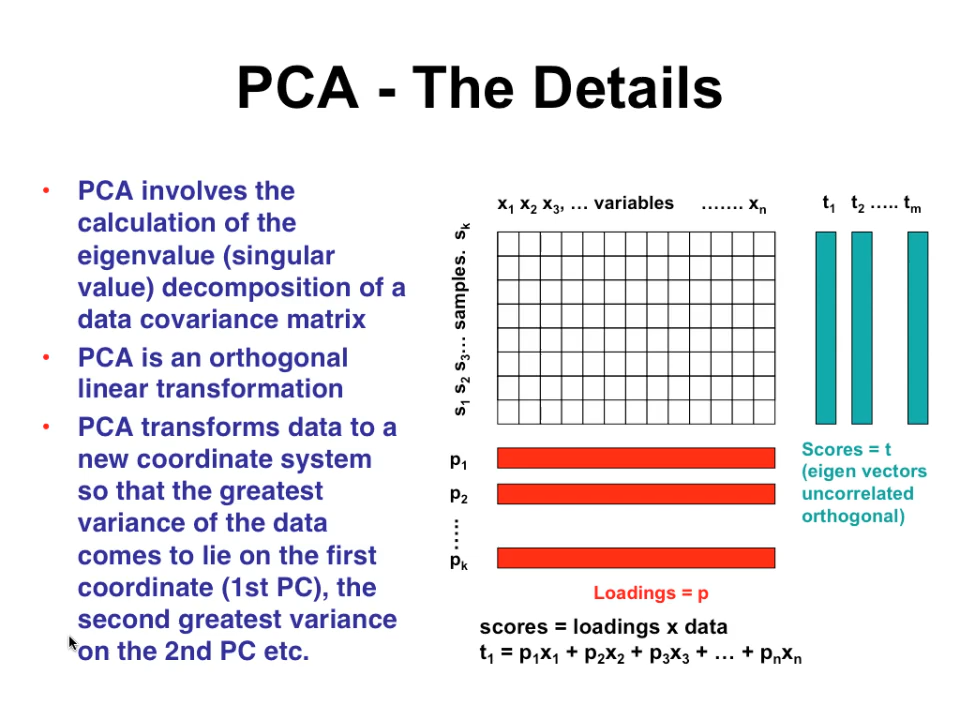 PCA - The Details
• PCA involves the
calculation of the
eigenvalue (singular
value) decomposition of a
data covariance matrix
• PCA is an orthogonal
linear transformation
• PCA transforms data to a
new coordinate system
so that the greatest
variance of the data
comes to lie on the first
coordinate (1st PC), the
second greatest variance
on the 2nd PC etc.
x1 x2 x3, … variables ……. xn
s1 s2 s3… samples. sk
t1 t2 ….. tm
p1
p2
…..
pk
Scores = t
(eigen vectors
uncorrelated
orthogonal)
Loadings = p
scores = loadings x data
t1 = p1x1 + p2x2 + p3x3 + … + pnxn